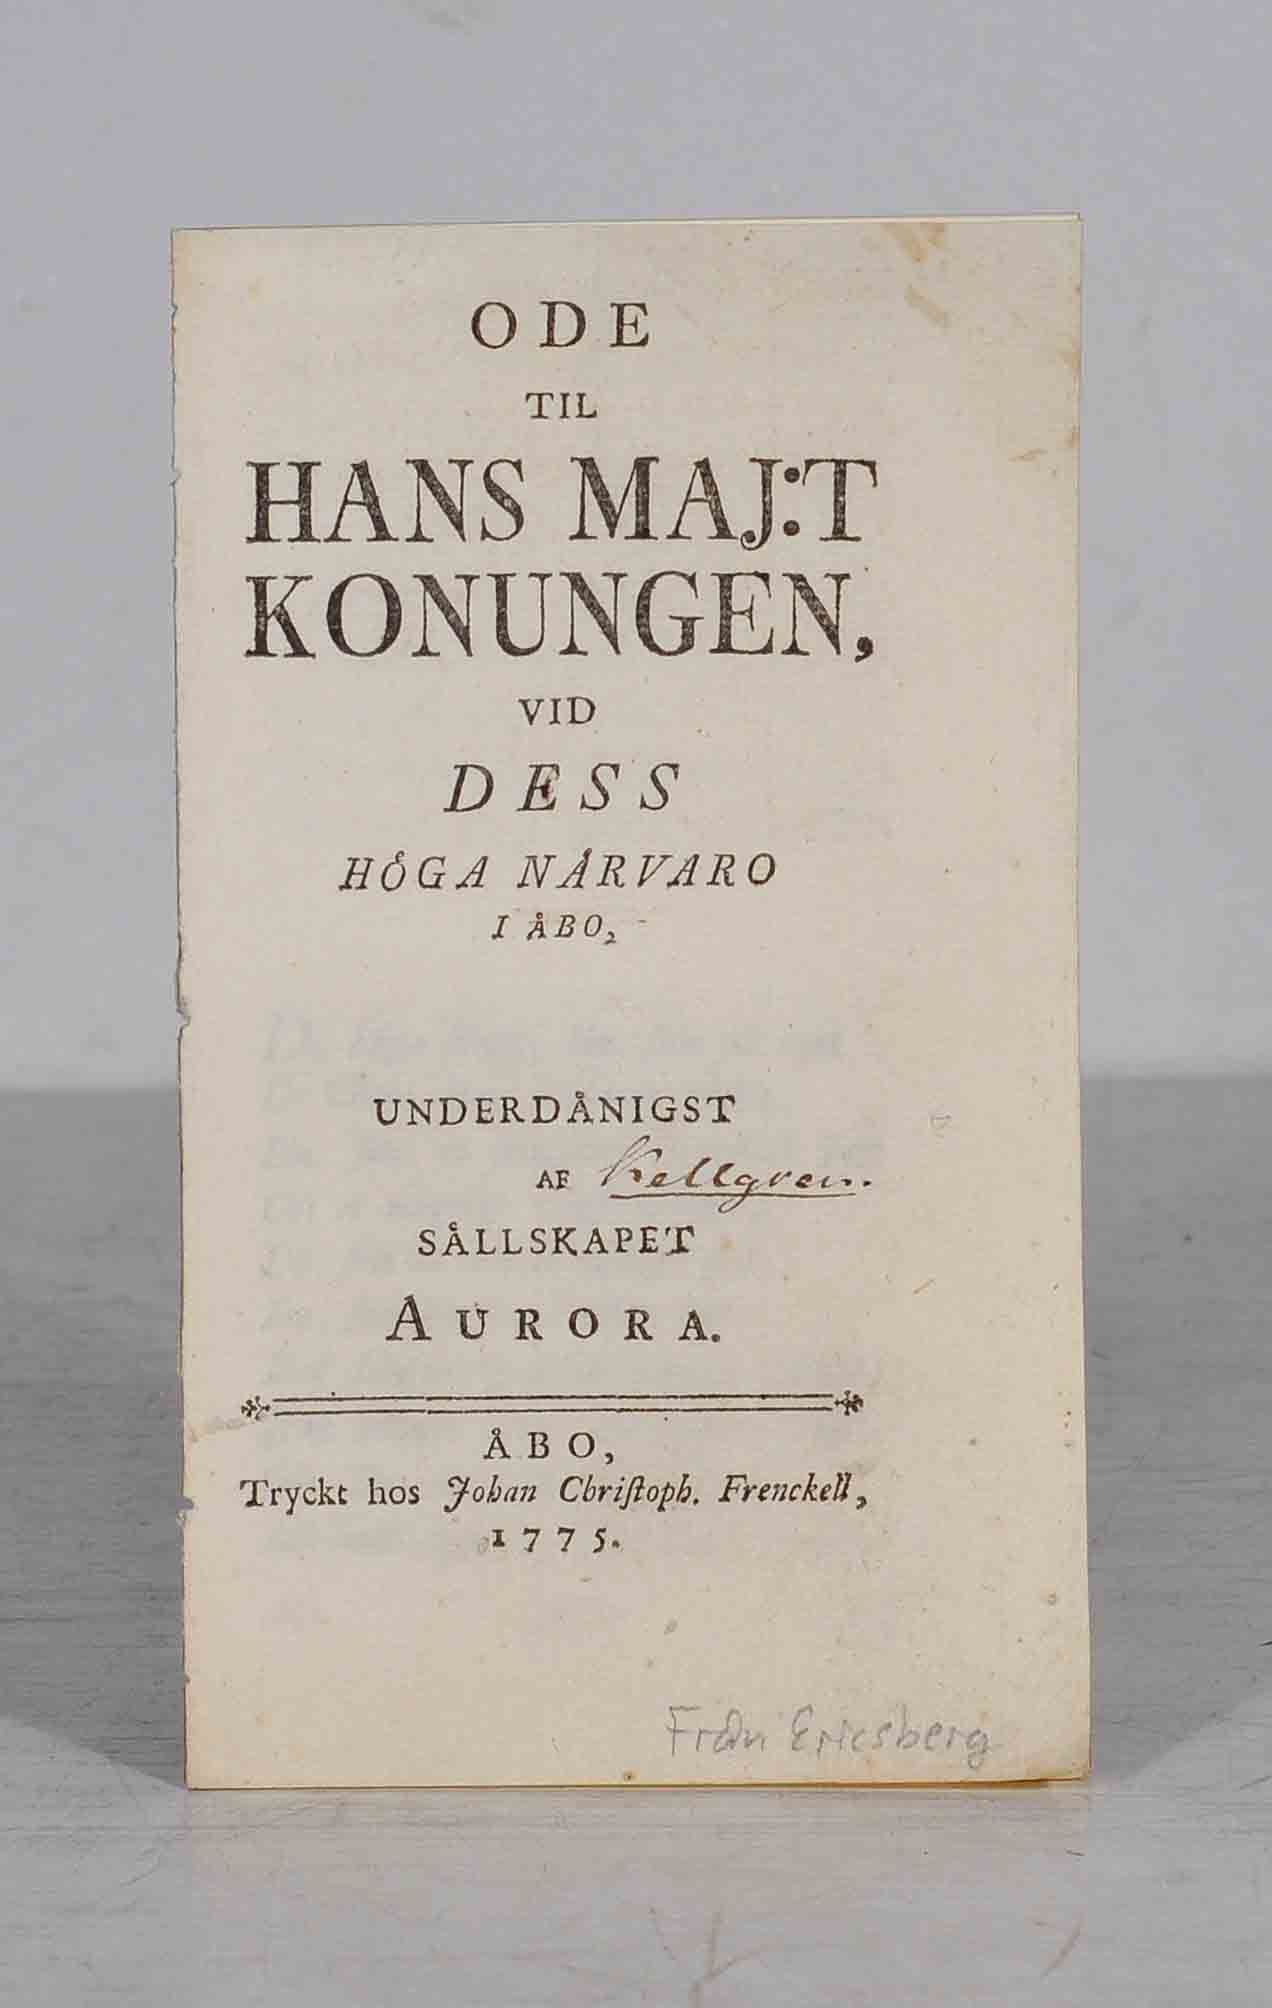 ODE
TIL
HANS MAJ:T
KONUNGEN,
VID
DESS
HÖGA NÅRVARO
I ÅBO,
UNDERDÅNIGST
AF Kellgren.
SÅLLSKAPET
AURORA.
ÅBO,
Tryckt hos Johan Chriſtoph. Frenckell,
1775.
Från Ericsberg